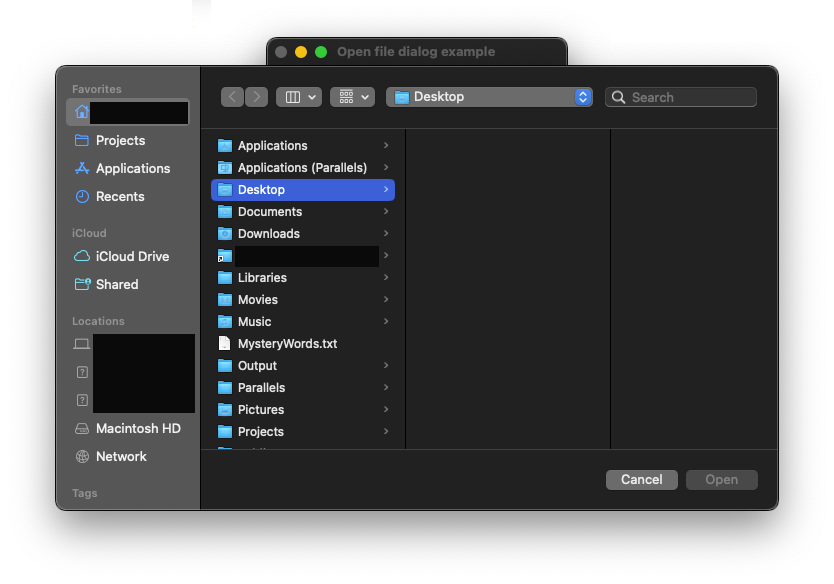 Open file dialog example
Favorites
Projects
Applications
Recents
iCloud
iCloud Drive
Shared
Locations
Macintosh HD
Network
Tags
Desktop
Search
Applications
Applications (Parallels)
Desktop
Documents
Downloads
Libraries
Movies
Music
MysteryWords.txt
Output
Parallels
Pictures
Projects
Cancel
Open